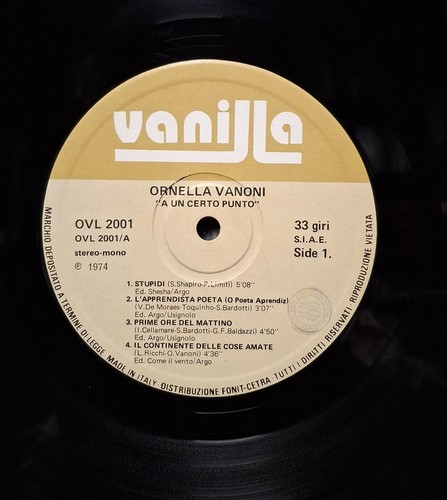 vanilla
ORNELLA VANONI
"A UN CERTO PUNTO"
OVL 2001
OVL 2001/A
stereo-mono
℗ 1974
33 giri
S.I.A.E.
Side 1.
1. STUPIDI (S.Shapiro-P.Limiti) 5'08"
Ed. Shesha/Argo
2. L'APPRENDISTA POETA (O Poeta Aprendiz)
(V.De Moraes-Toquinho-S.Bardotti) 3'07"
Ed. Argo/Usignolo
3. PRIME ORE DEL MATTINO
(I.Cellamare-S.Bardotti-G.F.Baldazzi) 4'50"
Ed. Argo/Usignolo
4. IL CONTINENTE DELLE COSE AMATE
(L.Ricchi-O.Vanoni) 4'36"
Ed. Come il vento/Argo
MARCHIO DEPOSITATO A TERMINE DI LEGGE MADE IN ITALY DISTRIBUZIONE FONIT-CETRA TUTTI I DIRITTI RISERVATI RIPRODUZIONE VIETATA